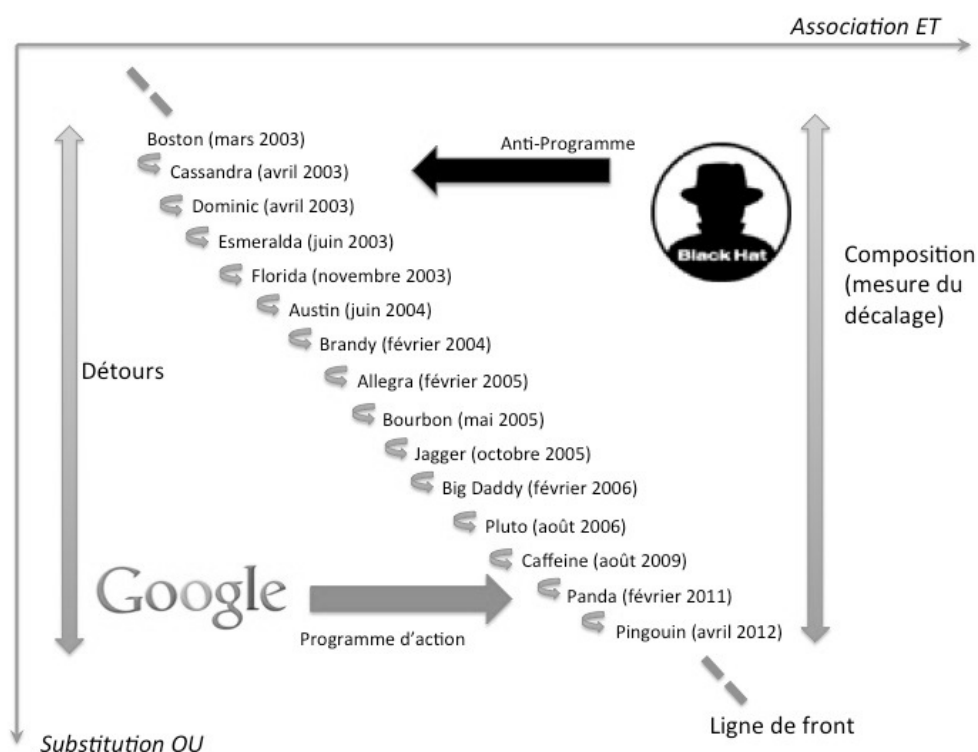 Association ET
Boston (mars 2003)
Anti-Programme
Cassandra (avril 2003)
Dominic (avril 2003)
Esmeralda (juin 2003)
Black Hat
Florida (novembre 2003)
Composition
(mesure du
décalage)
Austin (juin 2004)
Brandy (février 2004)
Détours
Allegra (février 2005)
Bourbon (mai 2005)
Jagger (octobre 2005)
Big Daddy (février 2006)
Pluto (août 2006)
Caffeine (août 2009)
Google
Panda (février 2011)
Programme d'action
Pingouin (avril 2012)
Ligne de front
Substitution OU